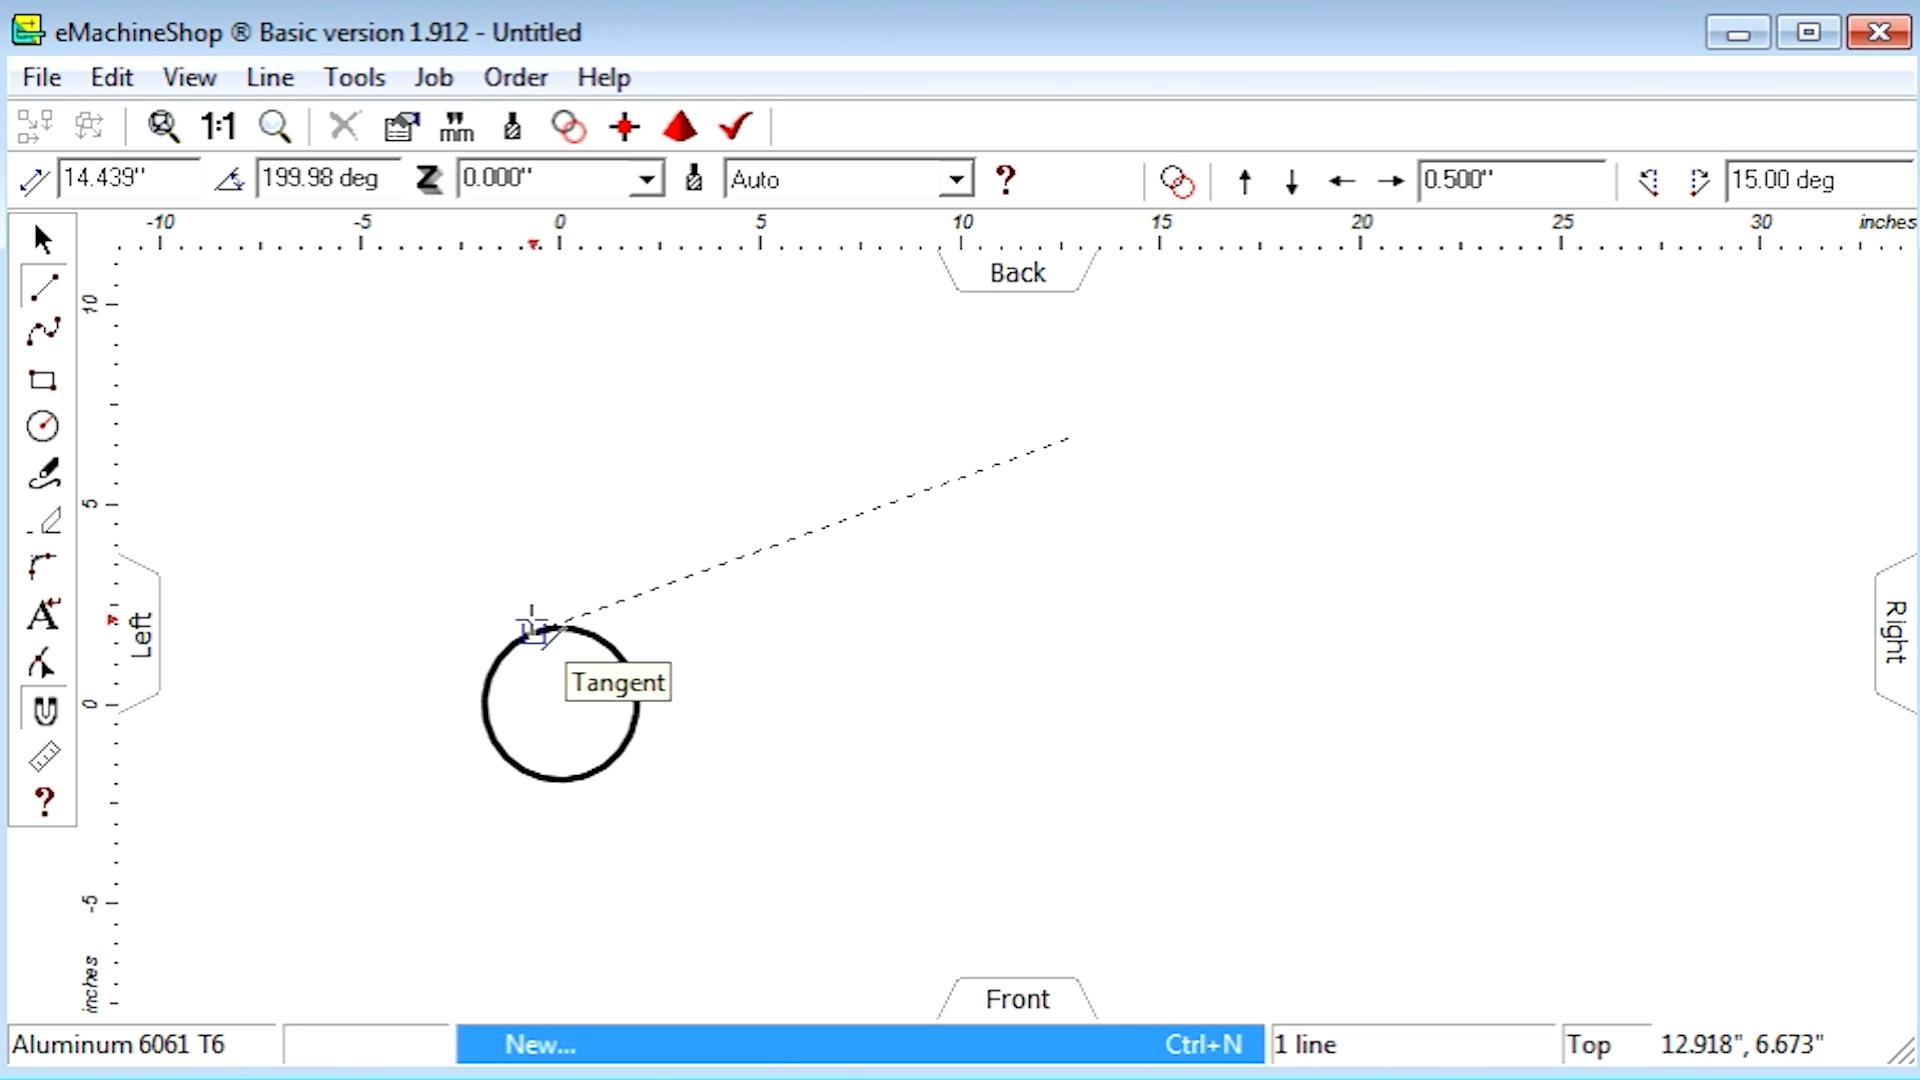 eMachineShop ® Basic version 1.912 - Untitled
File Edit View Line Tools Job Order Help
1:1 " mm
14.439" 199.98 deg Z 0.000" Auto ? 0.500" 15.00 deg
-10 -5 0 5 10 15 20 25 30 inches
Back
10
5
Left
Right
Tangent
0
A
?
-5
inches
Front
Aluminum 6061 T6 New... Ctrl+N 1 line Top 12.918", 6.673"